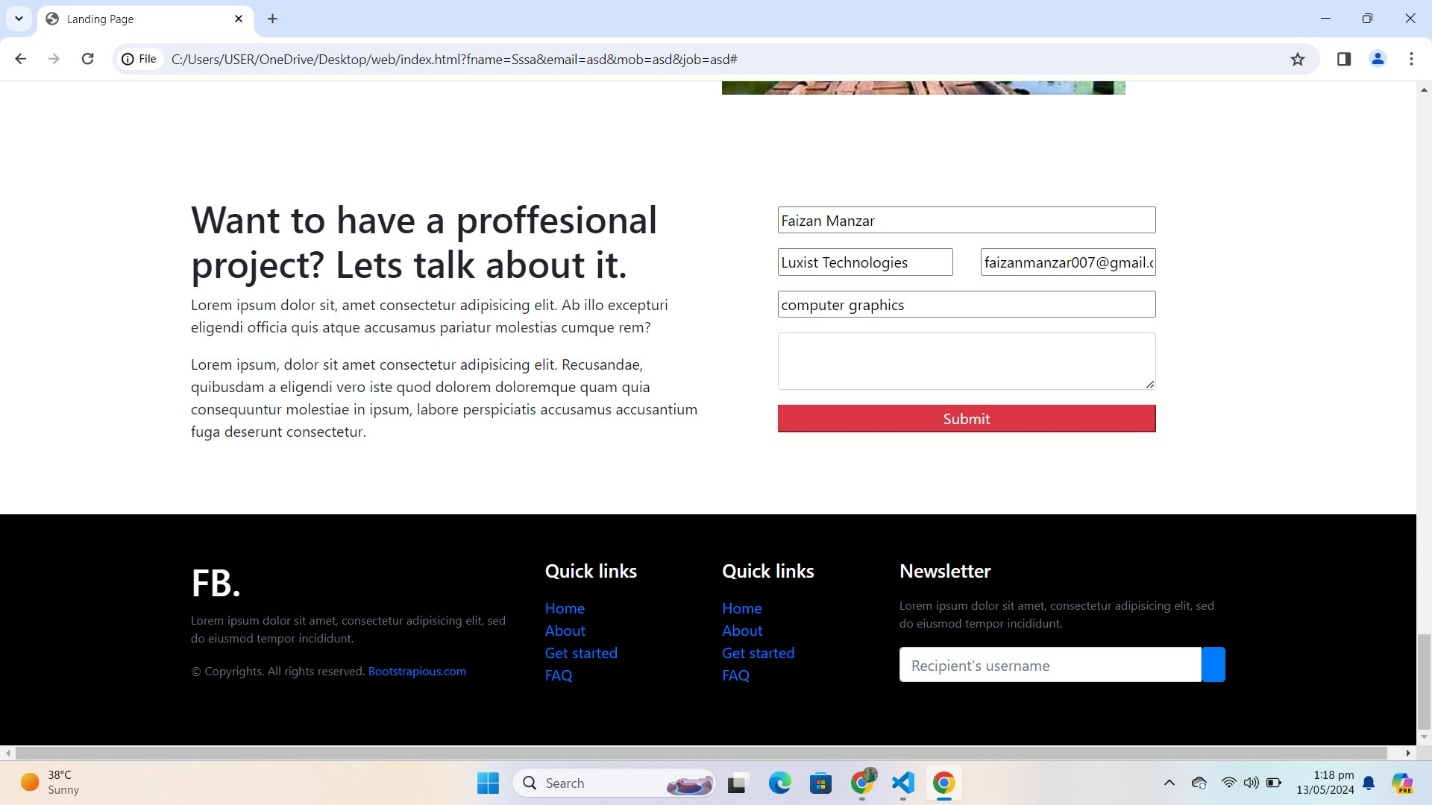 Landing Page
File
C:/Users/USER/OneDrive/Desktop/web/index.html?fname=Sssa&email=asd&mob=asd&job=asd#
Want to have a proffesional
project? Lets talk about it.
Lorem ipsum dolor sit, amet consectetur adipisicing elit. Ab illo excepturi
eligendi officia quis atque accusamus pariatur molestias cumque rem?
Lorem ipsum, dolor sit amet consectetur adipisicing elit. Recusandae,
quibusdam a eligendi vero iste quod dolorem doloremque quam quia
consequuntur molestiae in ipsum, labore perspiciatis accusamus accusantium
fuga deserunt consectetur.
Faizan Manzar
Luxist Technologies
faizanmanzar007@gmail.c
computer graphics
Submit
FB.
Lorem ipsum dolor sit amet, consectetur adipisicing elit, sed
do eiusmod tempor incididunt.
© Copyrights. All rights reserved. Bootstrapious.com
Quick links
Home
About
Get started
FAQ
Quick links
Home
About
Get started
FAQ
Newsletter
Lorem ipsum dolor sit amet, consectetur adipisicing elit, sed
do eiusmod tempor incididunt.
Recipient's username
38°C
Sunny
Search
1:18 pm
13/05/2024
PRE